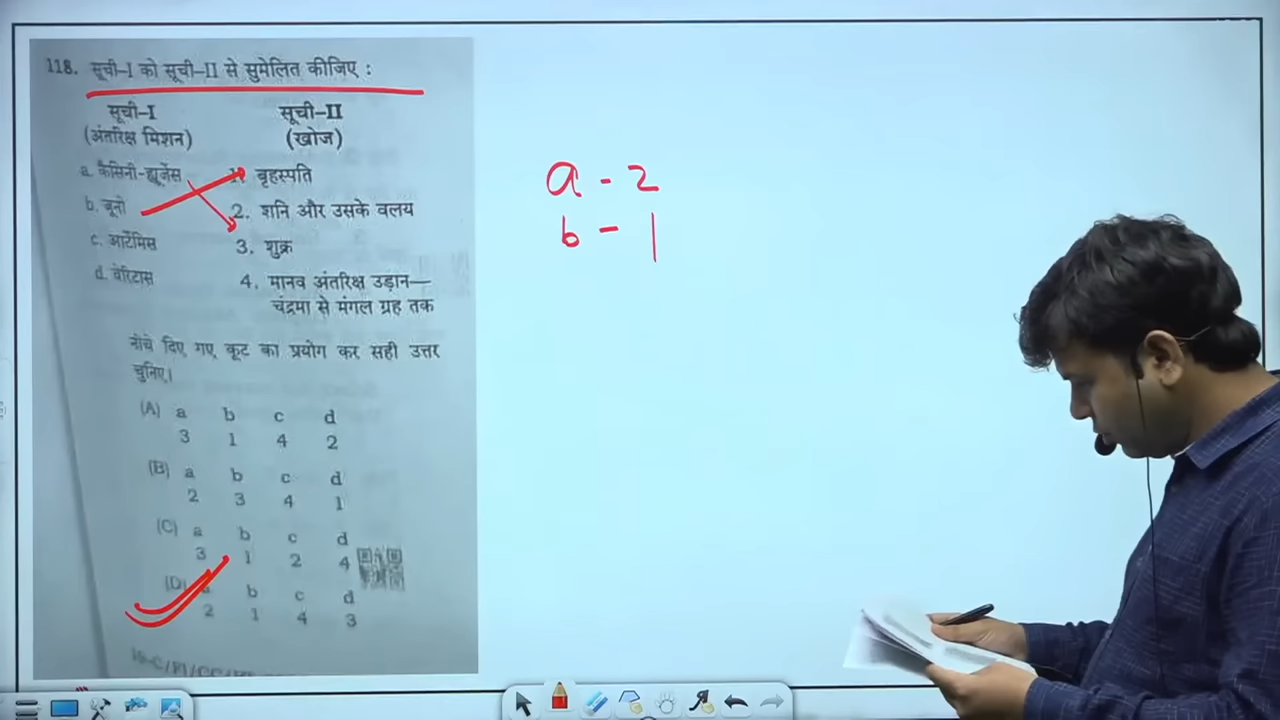 118. सूची-I को सूची-II से सुमेलित कीजिए :
सूची-I सूची-II
(अंतरिक्ष मिशन) (खोज)
a. कैसिनी-ह्यूजेंस 1. बृहस्पति
b. जूनो 2. शनि और उसके वलय
c. आर्टेमिस 3. शुक्र
d. वेरिटास 4. मानव अंतरिक्ष उड़ान—
चंद्रमा से मंगल ग्रह तक
नीचे दिए गए कूट का प्रयोग कर सही उत्तर
चुनिए।
(A) a b c d
3 1 4 2
(B) a b c d
2 3 4 1
(C) a b c d
3 1 2 4
(D) a b c d
2 1 4 3
a - 2
b - 1